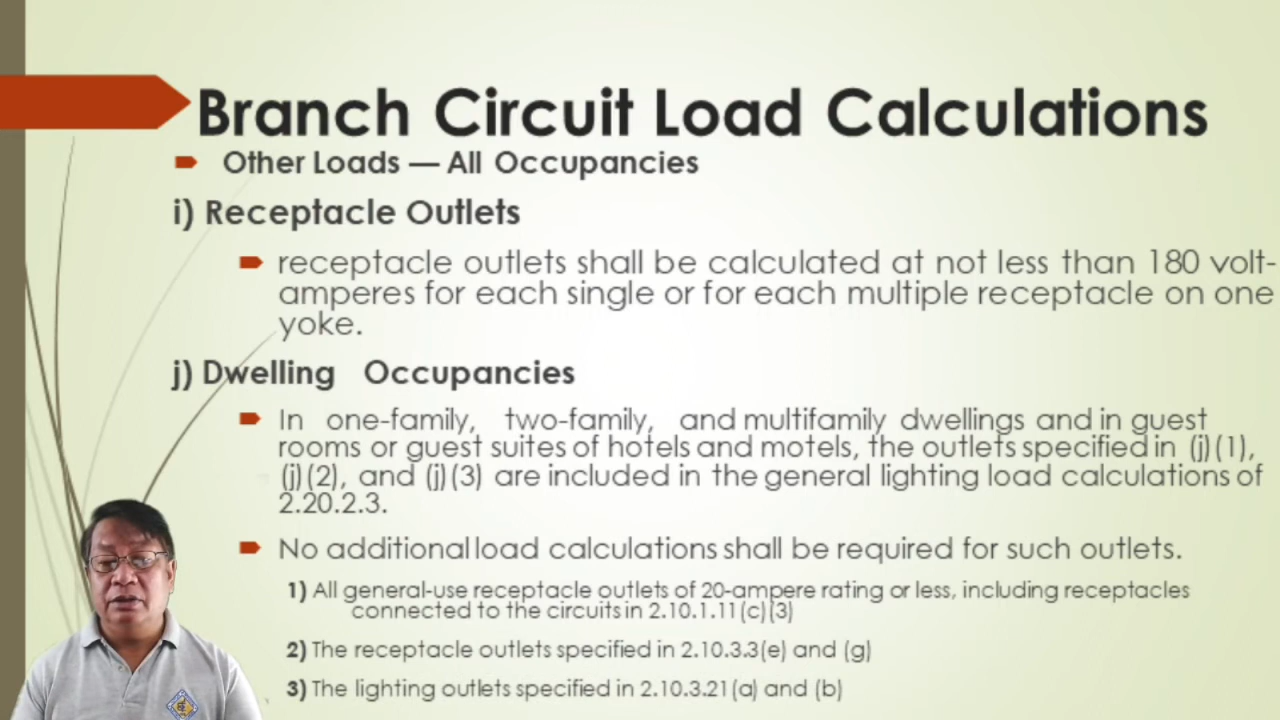 Branch Circuit Load Calculations
Other Loads — All Occupancies
i) Receptacle Outlets
receptacle outlets shall be calculated at not less than 180 volt-
amperes for each single or for each multiple receptacle on one
yoke.
j) Dwelling Occupancies
In one-family, two-family, and multifamily dwellings and in guest
rooms or guest suites of hotels and motels, the outlets specified in (j)(1),
(j)(2), and (j)(3) are included in the general lighting load calculations of
2.20.2.3.
No additional load calculations shall be required for such outlets.
1) All general-use receptacle outlets of 20-ampere rating or less, including receptacles
connected to the circuits in 2.10.1.11(c)(3)
2) The receptacle outlets specified in 2.10.3.3(e) and (g)
3) The lighting outlets specified in 2.10.3.21(a) and (b)